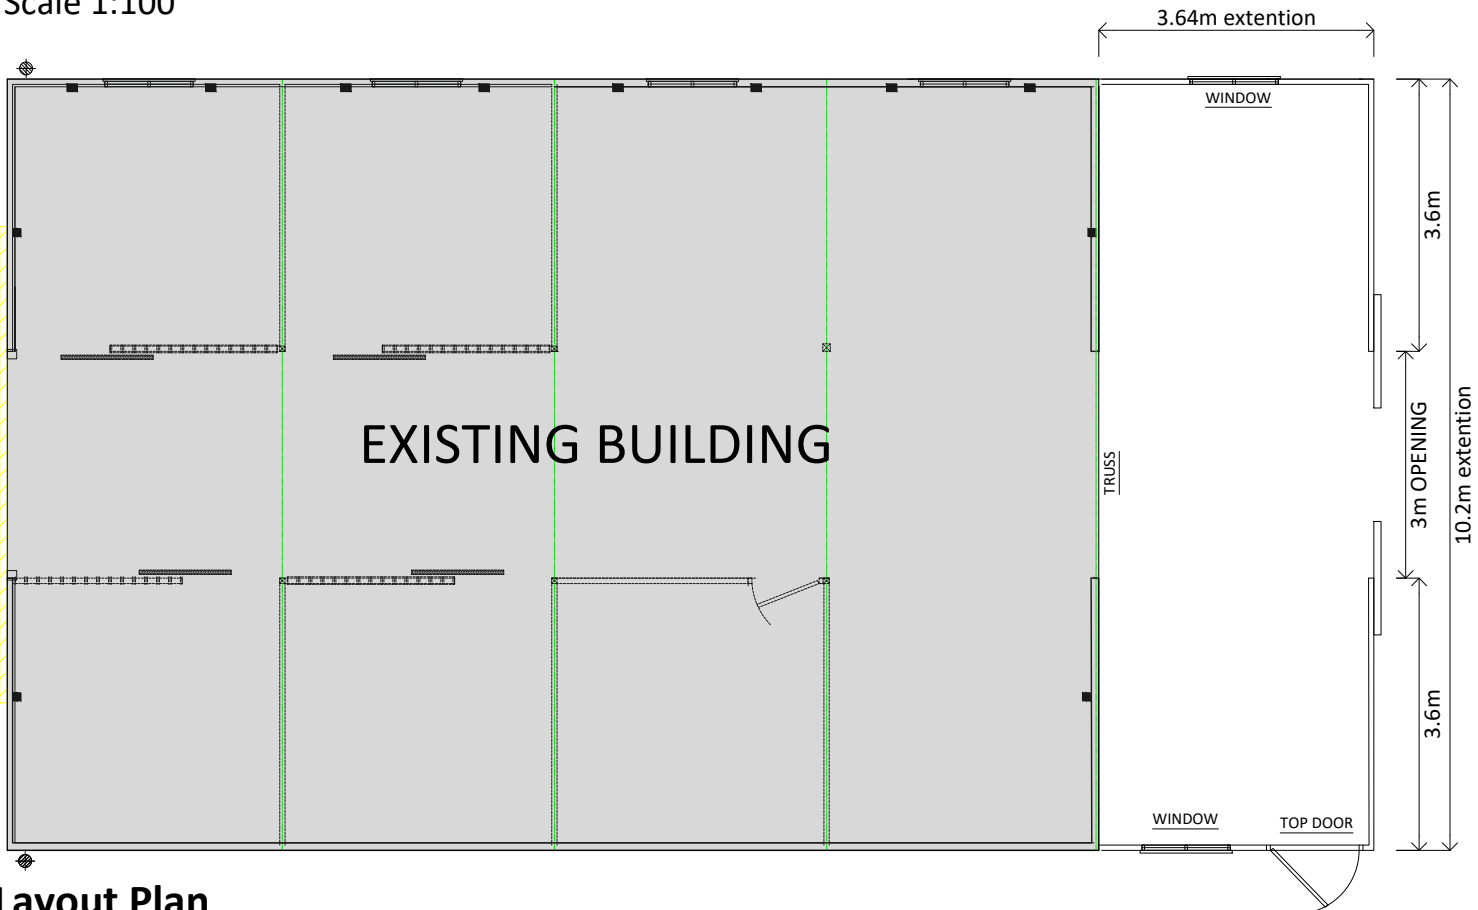 Scale 1:100
3.64m extention
WINDOW
3.6m
EXISTING BUILDING
TRUSS
3m OPENING
10.2m extention
3.6m
WINDOW
TOP DOOR
Layout Plan